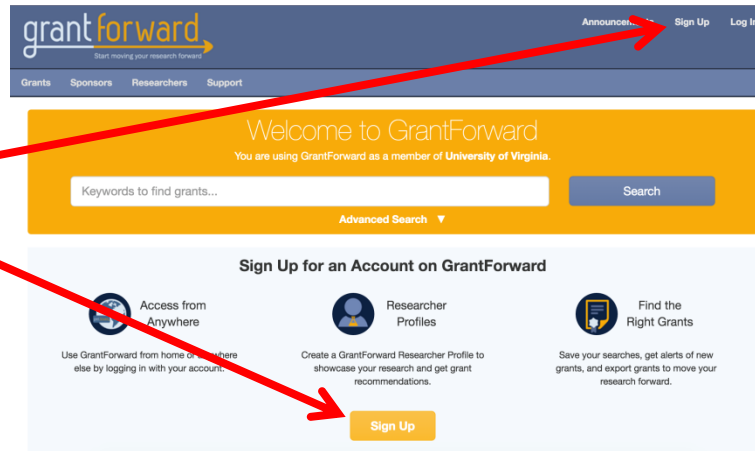 grantforward
Start moving your research forward
Sign Up
Log In
Grants Sponsors Researchers Support
Welcome to GrantForward
You are using GrantForward as a member of University of Virginia.
Keywords to find grants...
Search
Advanced Search ▼
Sign Up for an Account on GrantForward
Access from
Anywhere
Use GrantForward from home or anywhere
else by logging in with your account.
Researcher
Profiles
Create a GrantForward Researcher Profile to
showcase your research and get grant
recommendations.
Find the
Right Grants
Save your searches, get alerts of new
grants, and export grants to move your
research forward.
Sign Up